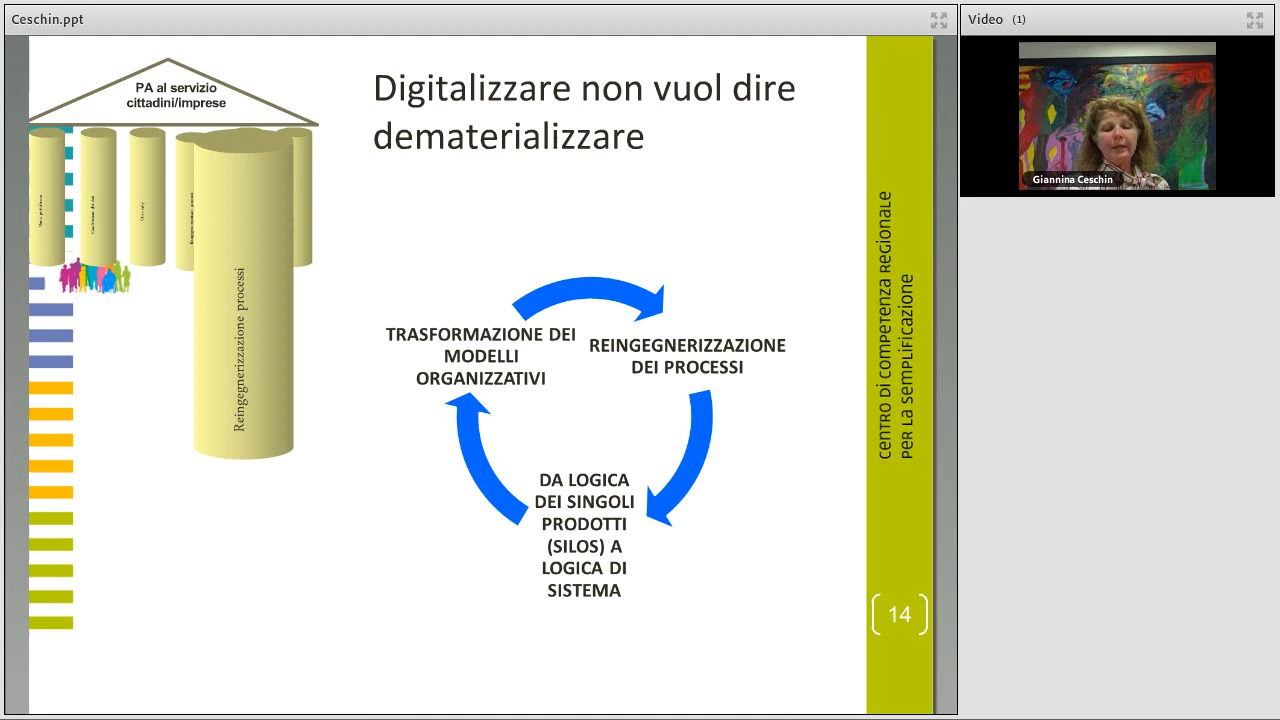 Ceschin.ppt
Video (1)
PA al servizio
cittadini/imprese
Digitalizzare non vuol dire
dematerializzare
Reingegnerizzazione processi
TRASFORMAZIONE DEI
MODELLI
ORGANIZZATIVI
REINGEGNERIZZAZIONE
DEI PROCESSI
DA LOGICA
DEI SINGOLI
PRODOTTI
(SILOS) A
LOGICA DI
SISTEMA
CENTRO DI COMPETENZA REGIONALE
PER LA SEMPLIFICAZIONE
14
Giannina Ceschin